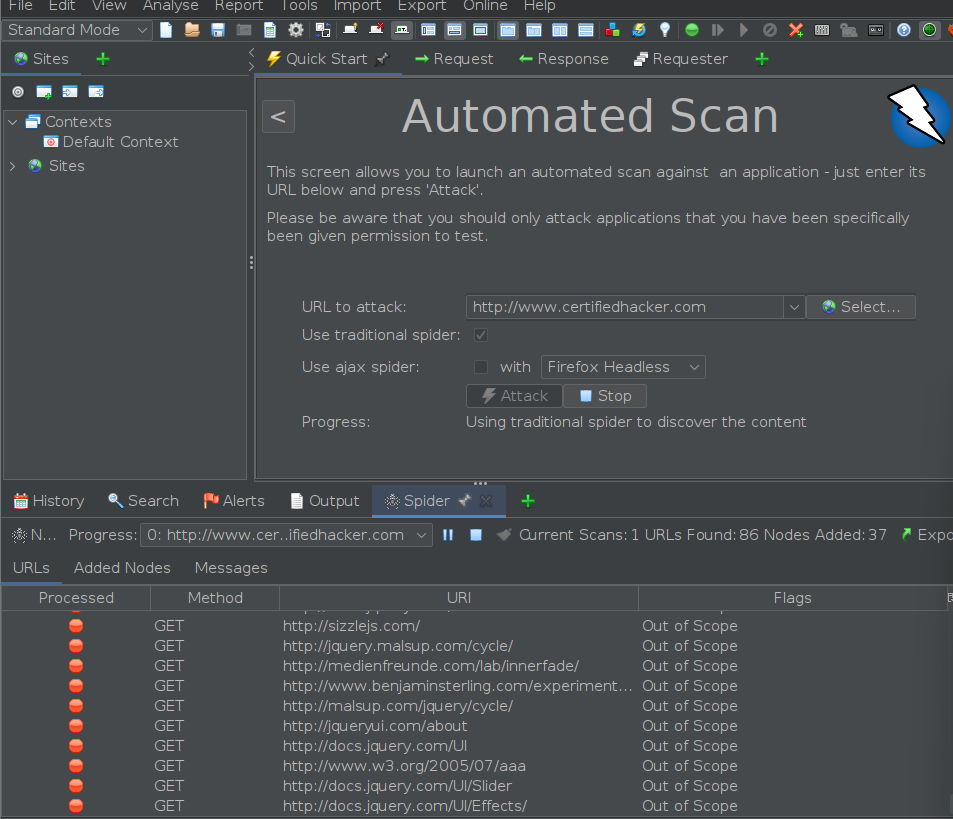 File Edit View Analyse Report Tools Import Export Online Help
Standard Mode
Sites
Quick Start Request Response Requester
< Automated Scan
Contexts
Default Context
Sites
This screen allows you to launch an automated scan against an application - just enter its
URL below and press 'Attack'.
Please be aware that you should only attack applications that you have been specifically
been given permission to test.
URL to attack: http://www.certifiedhacker.com Select...
Use traditional spider:
Use ajax spider: with Firefox Headless
Attack Stop
Progress: Using traditional spider to discover the content
History Search Alerts Output Spider
N... Progress: 0: http://www.cer..ifiedhacker.com Current Scans: 1 URLs Found: 86 Nodes Added: 37 Expo
URLs Added Nodes Messages
Processed Method URI Flags
GET http://sizzlejs.com/ Out of Scope
GET http://jquery.malsup.com/cycle/ Out of Scope
GET http://medienfreunde.com/lab/innerfade/ Out of Scope
GET http://www.benjaminsterling.com/experiment... Out of Scope
GET http://malsup.com/jquery/cycle/ Out of Scope
GET http://jqueryui.com/about Out of Scope
GET http://docs.jquery.com/UI Out of Scope
GET http://www.w3.org/2005/07/aaa Out of Scope
GET http://docs.jquery.com/UI/Slider Out of Scope
GET http://docs.jquery.com/UI/Effects/ Out of Scope